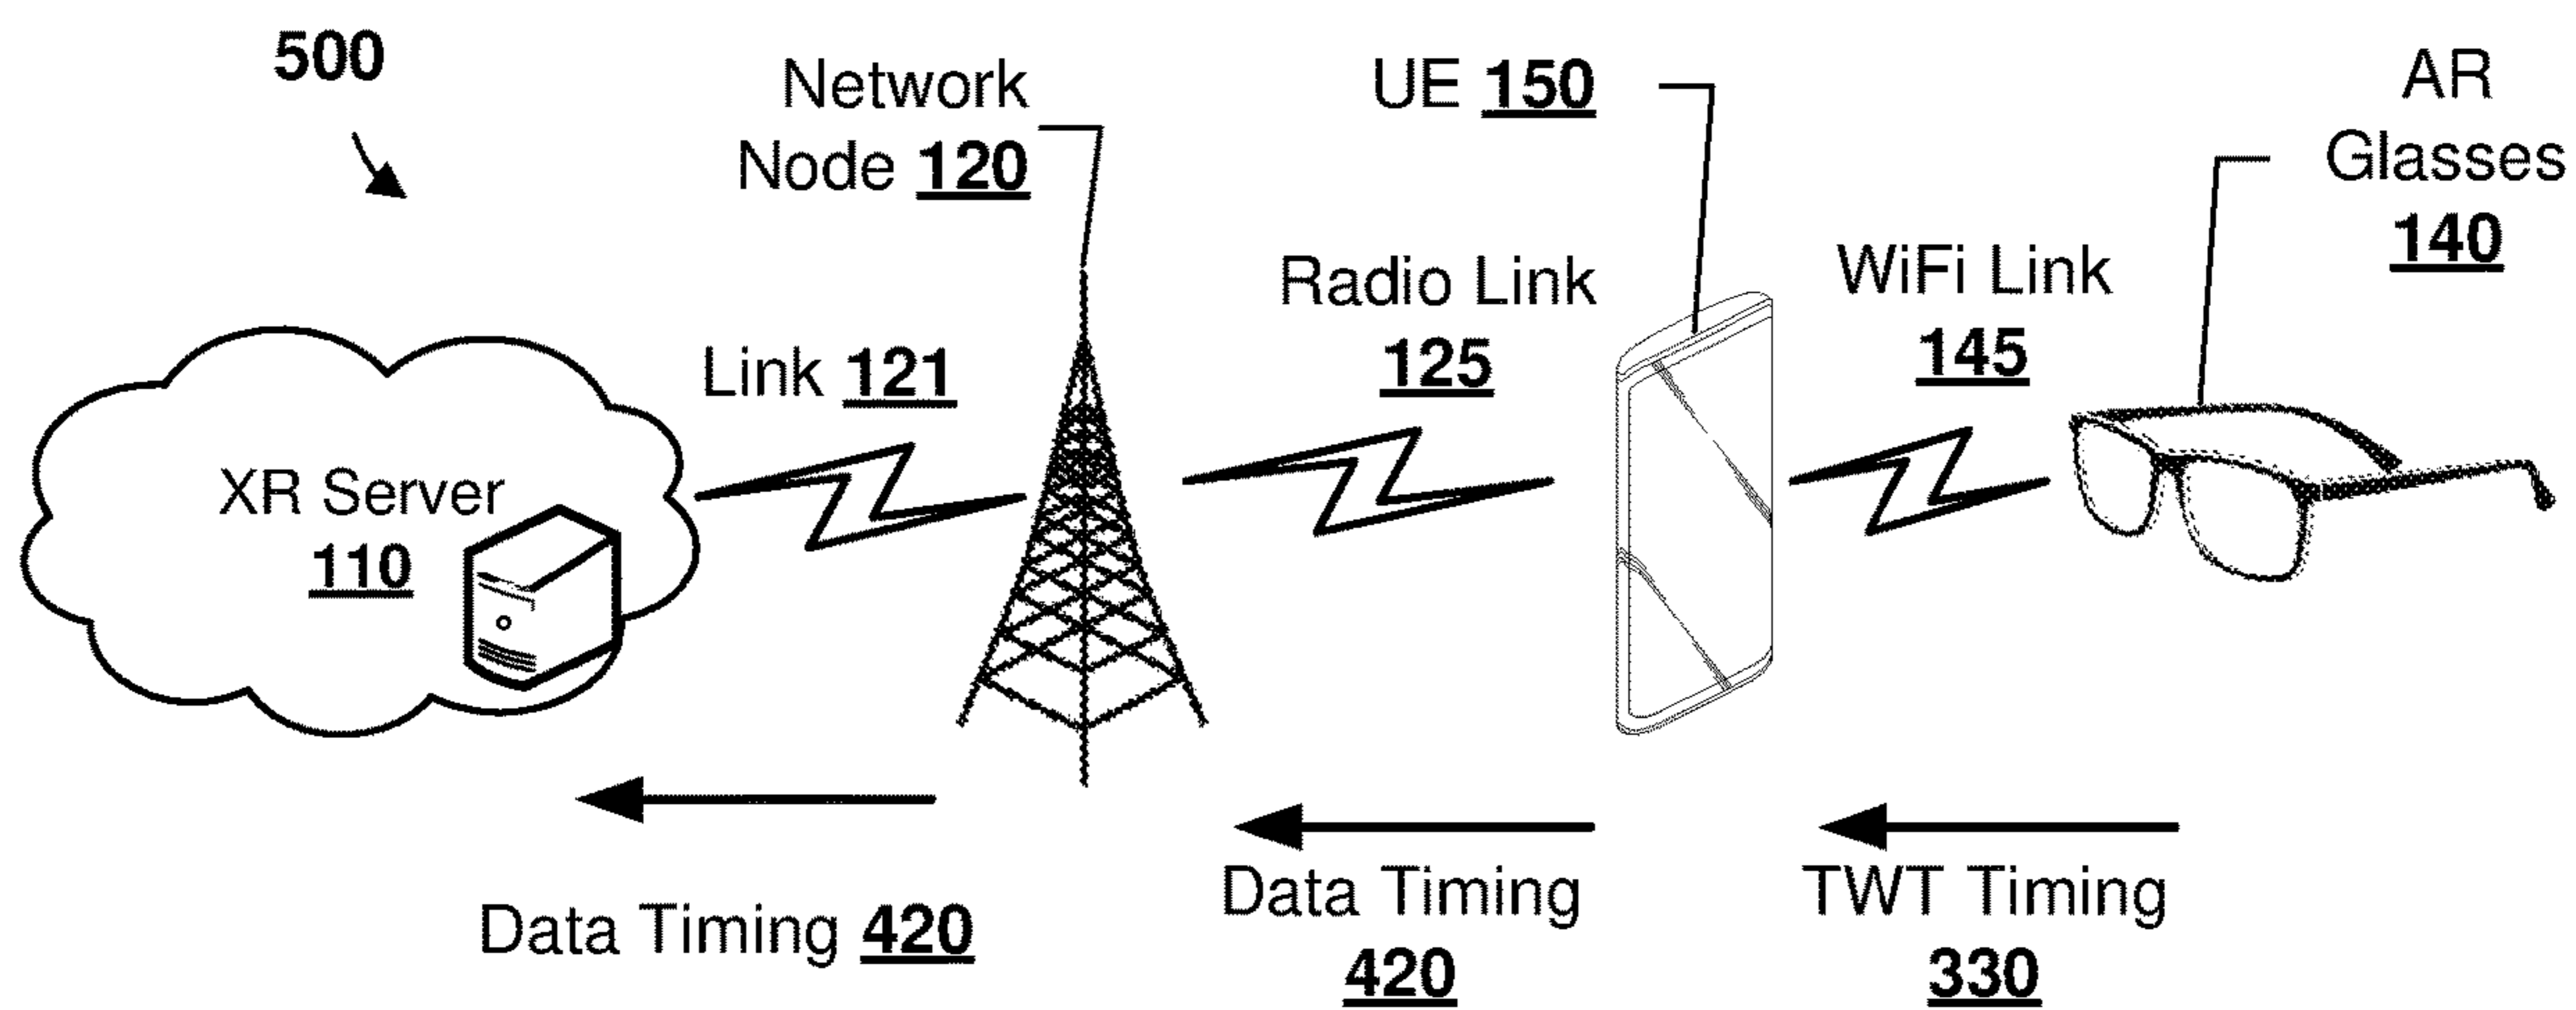 500
Network
Node 120
UE 150
AR
Glasses
140
Radio Link
125
WiFi Link
145
Link 121
XR Server
110
Data Timing 420
Data Timing
420
TWT Timing
330